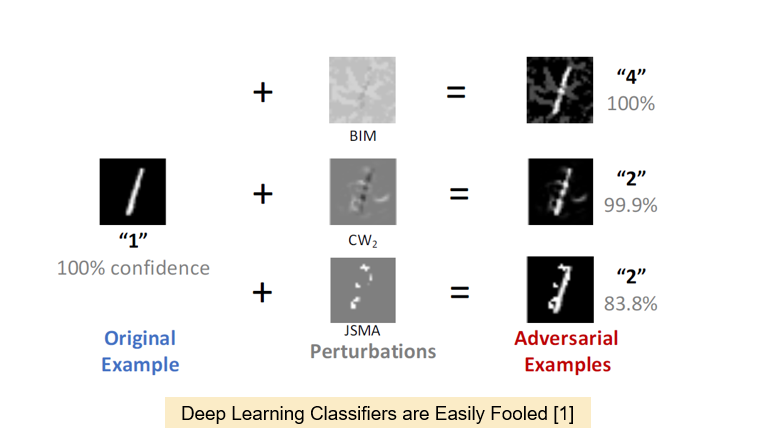 +
=
BIM
“4”
100%
“1”
100% confidence
+
=
CW₂
“2”
99.9%
+
=
JSMA
“2”
83.8%
Original
Example
Perturbations
Adversarial
Examples
Deep Learning Classifiers are Easily Fooled [1]